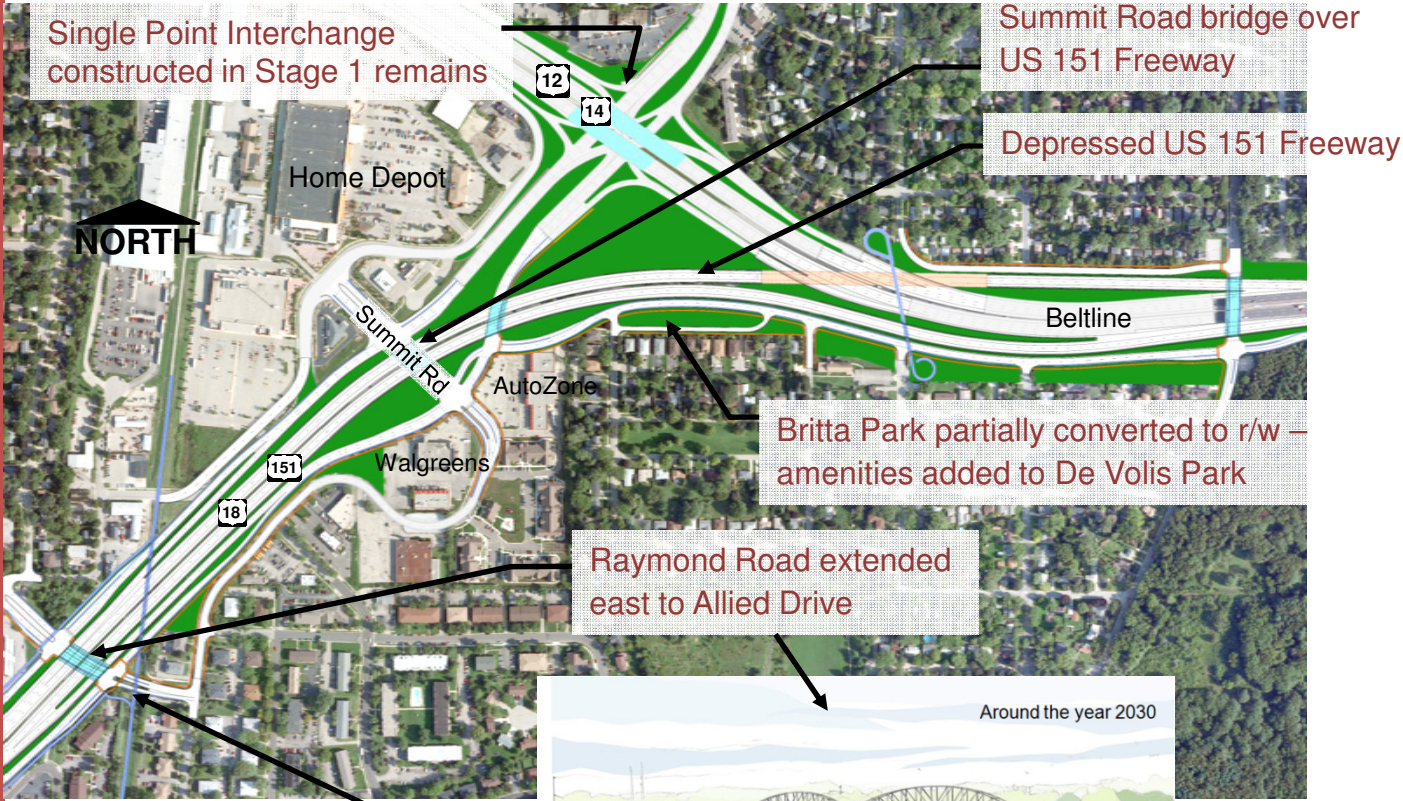 Single Point Interchange
constructed in Stage 1 remains
Summit Road bridge over
US 151 Freeway
12
14
Depressed US 151 Freeway
Home Depot
NORTH
Summit Rd
Beltline
AutoZone
Britta Park partially converted to r/w –
amenities added to De Volis Park
Walgreens
151
18
Raymond Road extended
east to Allied Drive
Around the year 2030